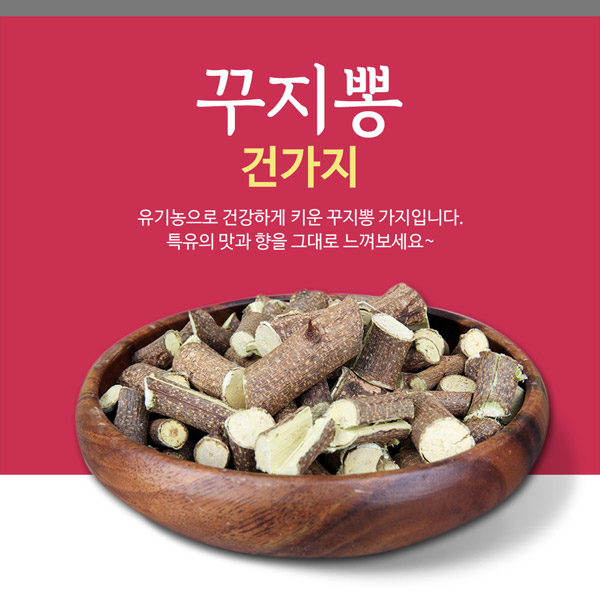 꾸지뽕
건가지
유기농으로 건강하게 키운 꾸지뽕 가지입니다.
특유의 맛과 향을 그대로 느껴보세요~